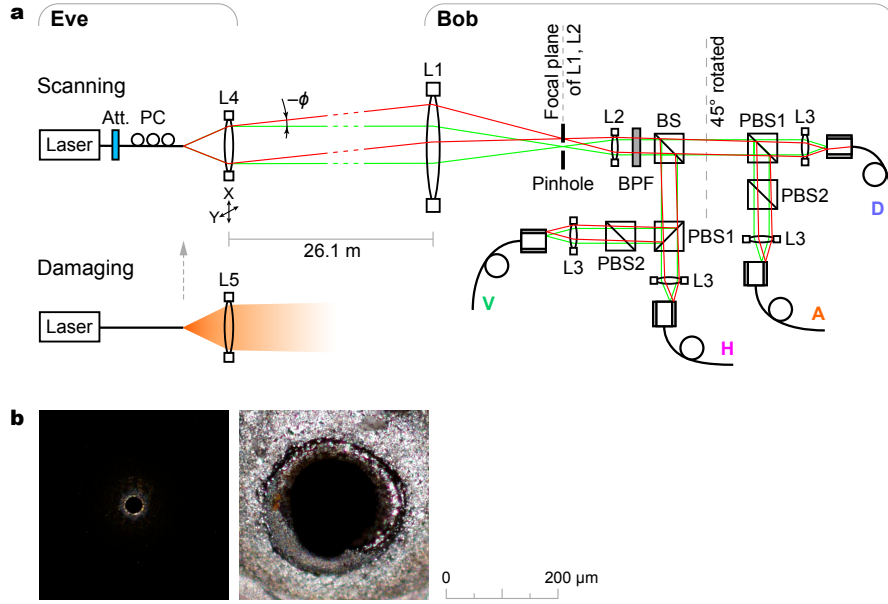 a
Eve
Bob
Scanning
Att.
PC
Laser
L4
−ϕ
L1
Focal plane
of L1, L2
Pinhole
L2
BPF
BS
45° rotated
PBS1
L3
D
PBS2
L3
A
X
Y
26.1 m
PBS1
PBS2
L3
L3
V
H
Damaging
Laser
L5
b
0
200 µm